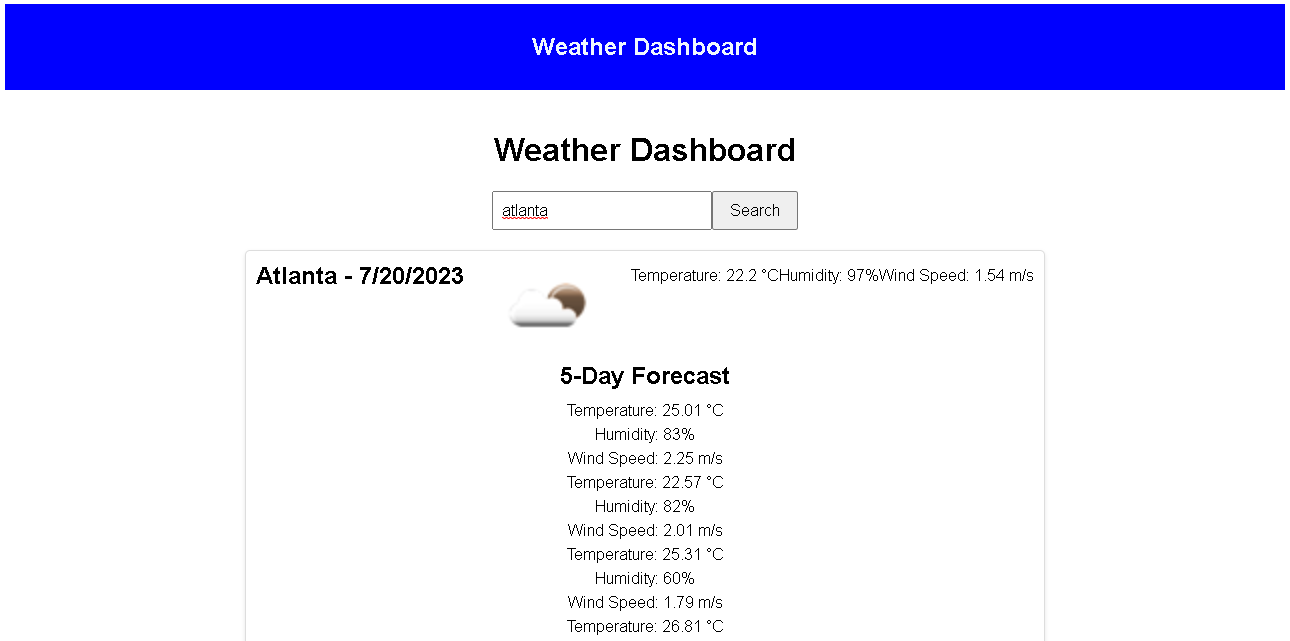 Weather Dashboard
Weather Dashboard
atlanta
Search
Atlanta - 7/20/2023
Temperature: 22.2 °CHumidity: 97%Wind Speed: 1.54 m/s
5-Day Forecast
Temperature: 25.01 °C
Humidity: 83%
Wind Speed: 2.25 m/s
Temperature: 22.57 °C
Humidity: 82%
Wind Speed: 2.01 m/s
Temperature: 25.31 °C
Humidity: 60%
Wind Speed: 1.79 m/s
Temperature: 26.81 °C